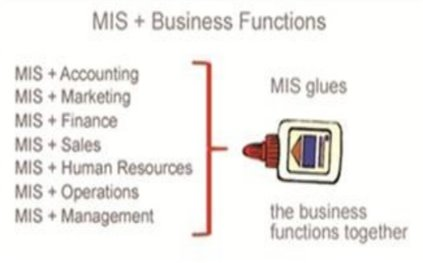 MIS + Business Functions
MIS + Accounting
MIS + Marketing
MIS + Finance
MIS + Sales
MIS + Human Resources
MIS + Operations
MIS + Management
MIS glues
the business
functions together